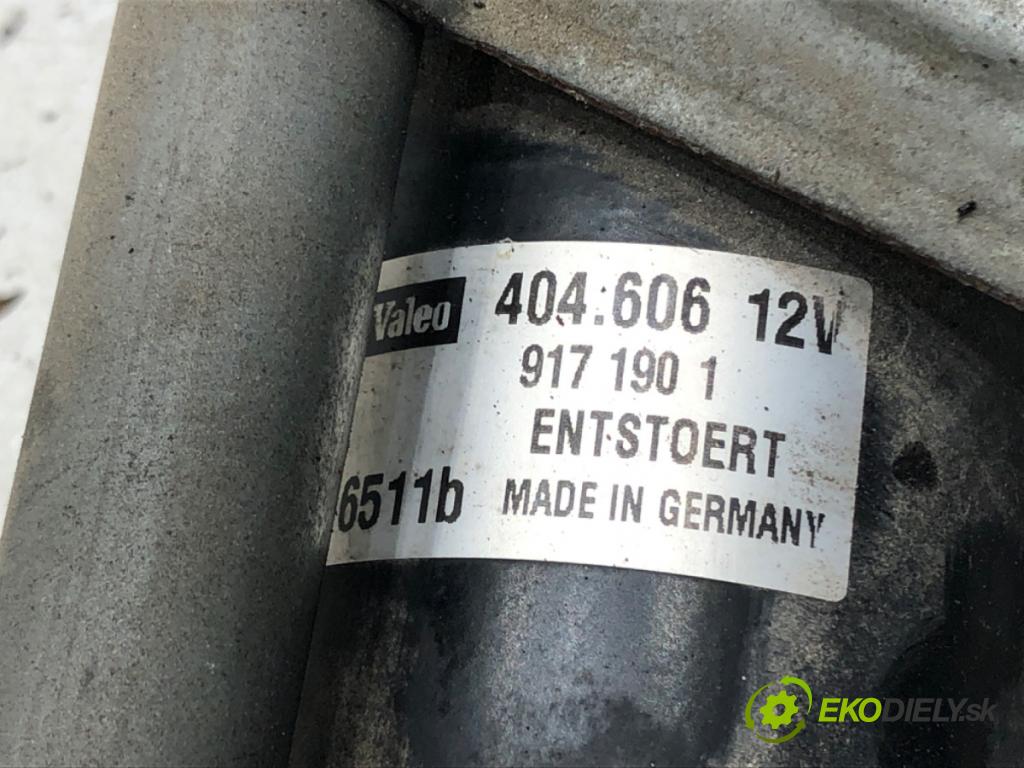 Valeo 404.606 12V
917 190 1
ENTSTOERT
6511b MADE IN GERMANY
EKODIELY.sk